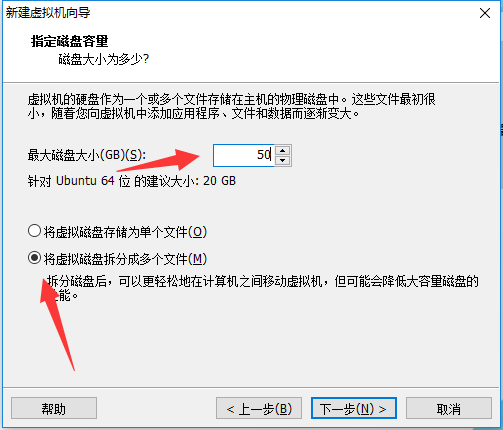 新建虚拟机向导
指定磁盘容量
磁盘大小为多少?
虚拟机的硬盘作为一个或多个文件存储在主机的物理磁盘中。这些文件最初很
小，随着您向虚拟机中添加应用程序、文件和数据而逐渐变大。
最大磁盘大小(GB)(S): 50
针对 Ubuntu 64 位 的建议大小: 20 GB
将虚拟磁盘存储为单个文件(O)
将虚拟磁盘拆分成多个文件(M)
拆分磁盘后，可以更轻松地在计算机之间移动虚拟机，但可能会降低大容量磁盘的
能。
帮助 < 上一步(B) 下一步(N) > 取消